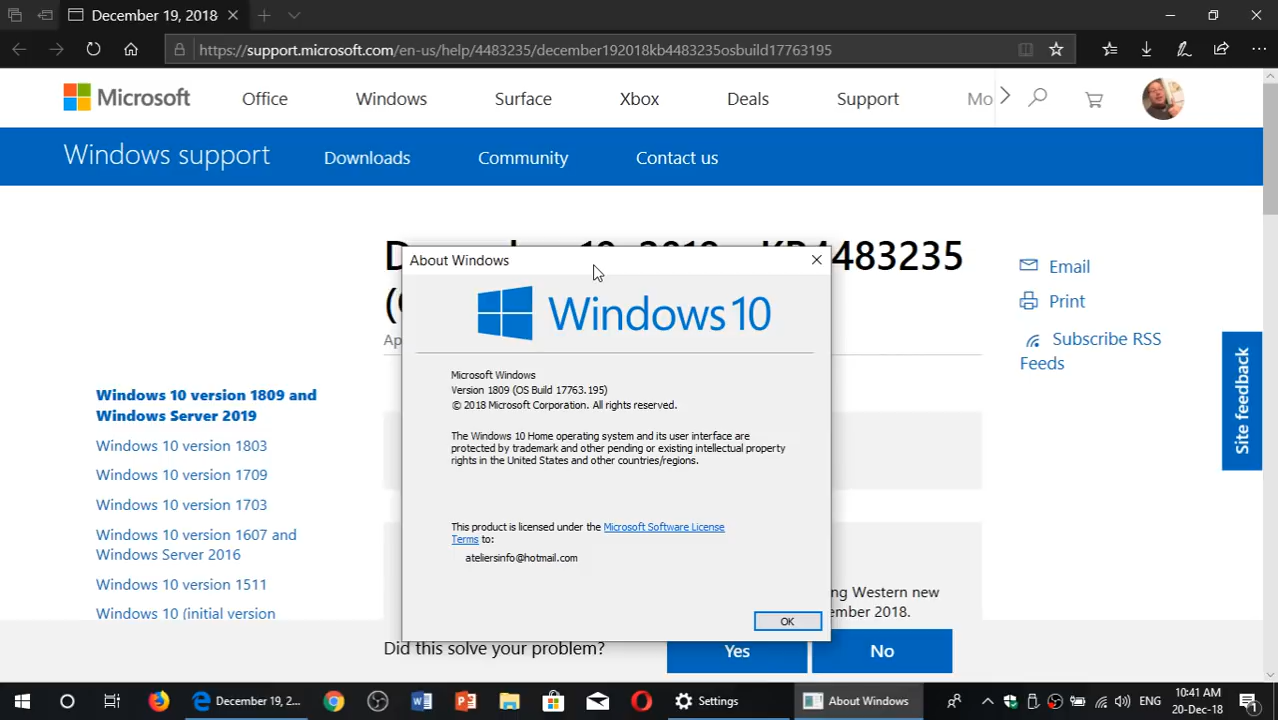 December 19, 2018
https://support.microsoft.com/en-us/help/4483235/december192018kb4483235osbuild17763195
Microsoft Office Windows Surface Xbox Deals Support Mo
Windows support Downloads Community Contact us
4483235
Email
Print
Subscribe RSS
Feeds
Windows 10 version 1809 and
Windows Server 2019
Windows 10 version 1803
Windows 10 version 1709
Windows 10 version 1703
Windows 10 version 1607 and
Windows Server 2016
Windows 10 version 1511
Windows 10 (initial version
About Windows
Windows 10
Microsoft Windows
Version 1809 (OS Build 17763.195)
© 2018 Microsoft Corporation. All rights reserved.
The Windows 10 Home operating system and its user interface are
protected by trademark and other pending or existing intellectual property
rights in the United States and other countries/regions.
This product is licensed under the Microsoft Software License
Terms to:
ateliersinfo@hotmail.com
OK
ng Western new
ember 2018.
Site feedback
Did this solve your problem? Yes No
December 19, 2... Settings About Windows ENG 10:41 AM
20-Dec-18